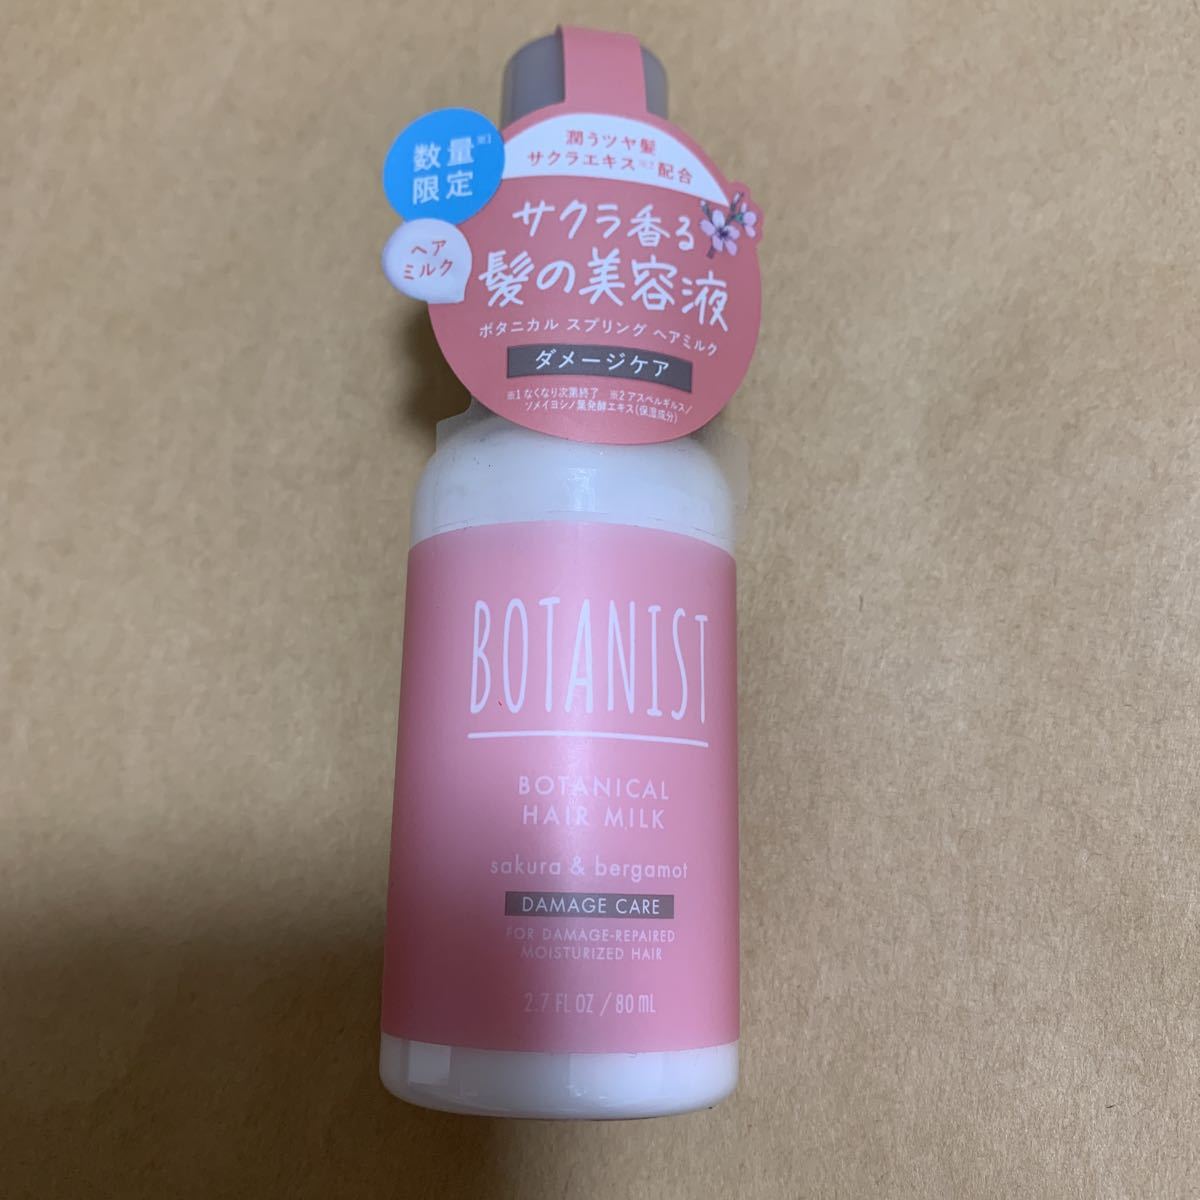 潤うツヤ髪
サクラエキス※2配合
数量※1
限定
ヘア
ミルク
サクラ香る
髪の美容液
ボタニカル スプリング ヘアミルク
ダメージケア
※1 なくなり次第終了 ※2 アスペルギルス/
ソメイヨシノ葉発酵エキス(保湿成分)
BOTANIST
BOTANICAL
HAIR MILK
sakura & bergamot
DAMAGE CARE
FOR DAMAGE-REPAIRED
MOISTURIZED HAIR
2.7 FL OZ / 80 mL